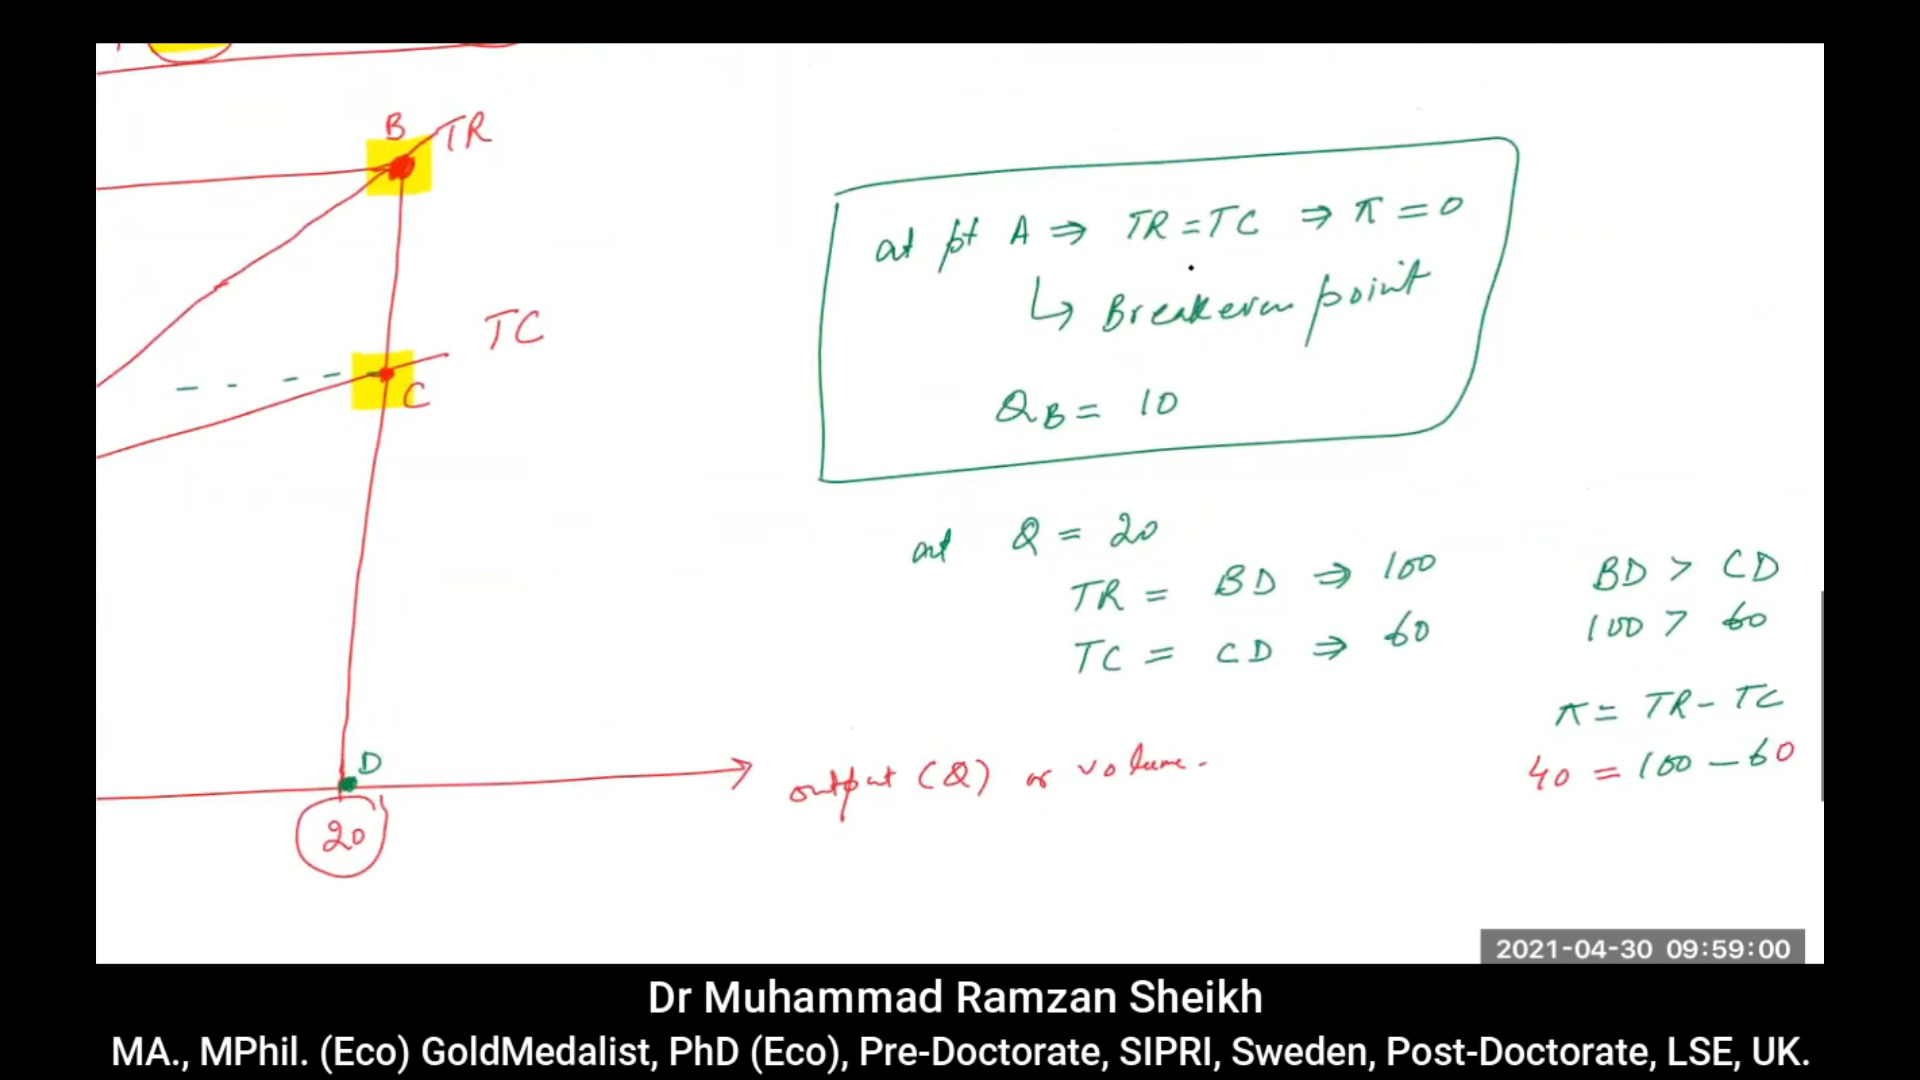 B
TR
TC
C
D
20
output (Q) or volume.
at pt A ⇒ TR = TC ⇒ π = 0
↳ Breakeven point
QB = 10
at Q = 20
TR = BD ⇒ 100
TC = CD ⇒ 60
BD > CD
100 > 60
π = TR - TC
40 = 100 - 60
2021-04-30 09:59:00
Dr Muhammad Ramzan Sheikh
MA., MPhil. (Eco) GoldMedalist, PhD (Eco), Pre-Doctorate, SIPRI, Sweden, Post-Doctorate, LSE, UK.